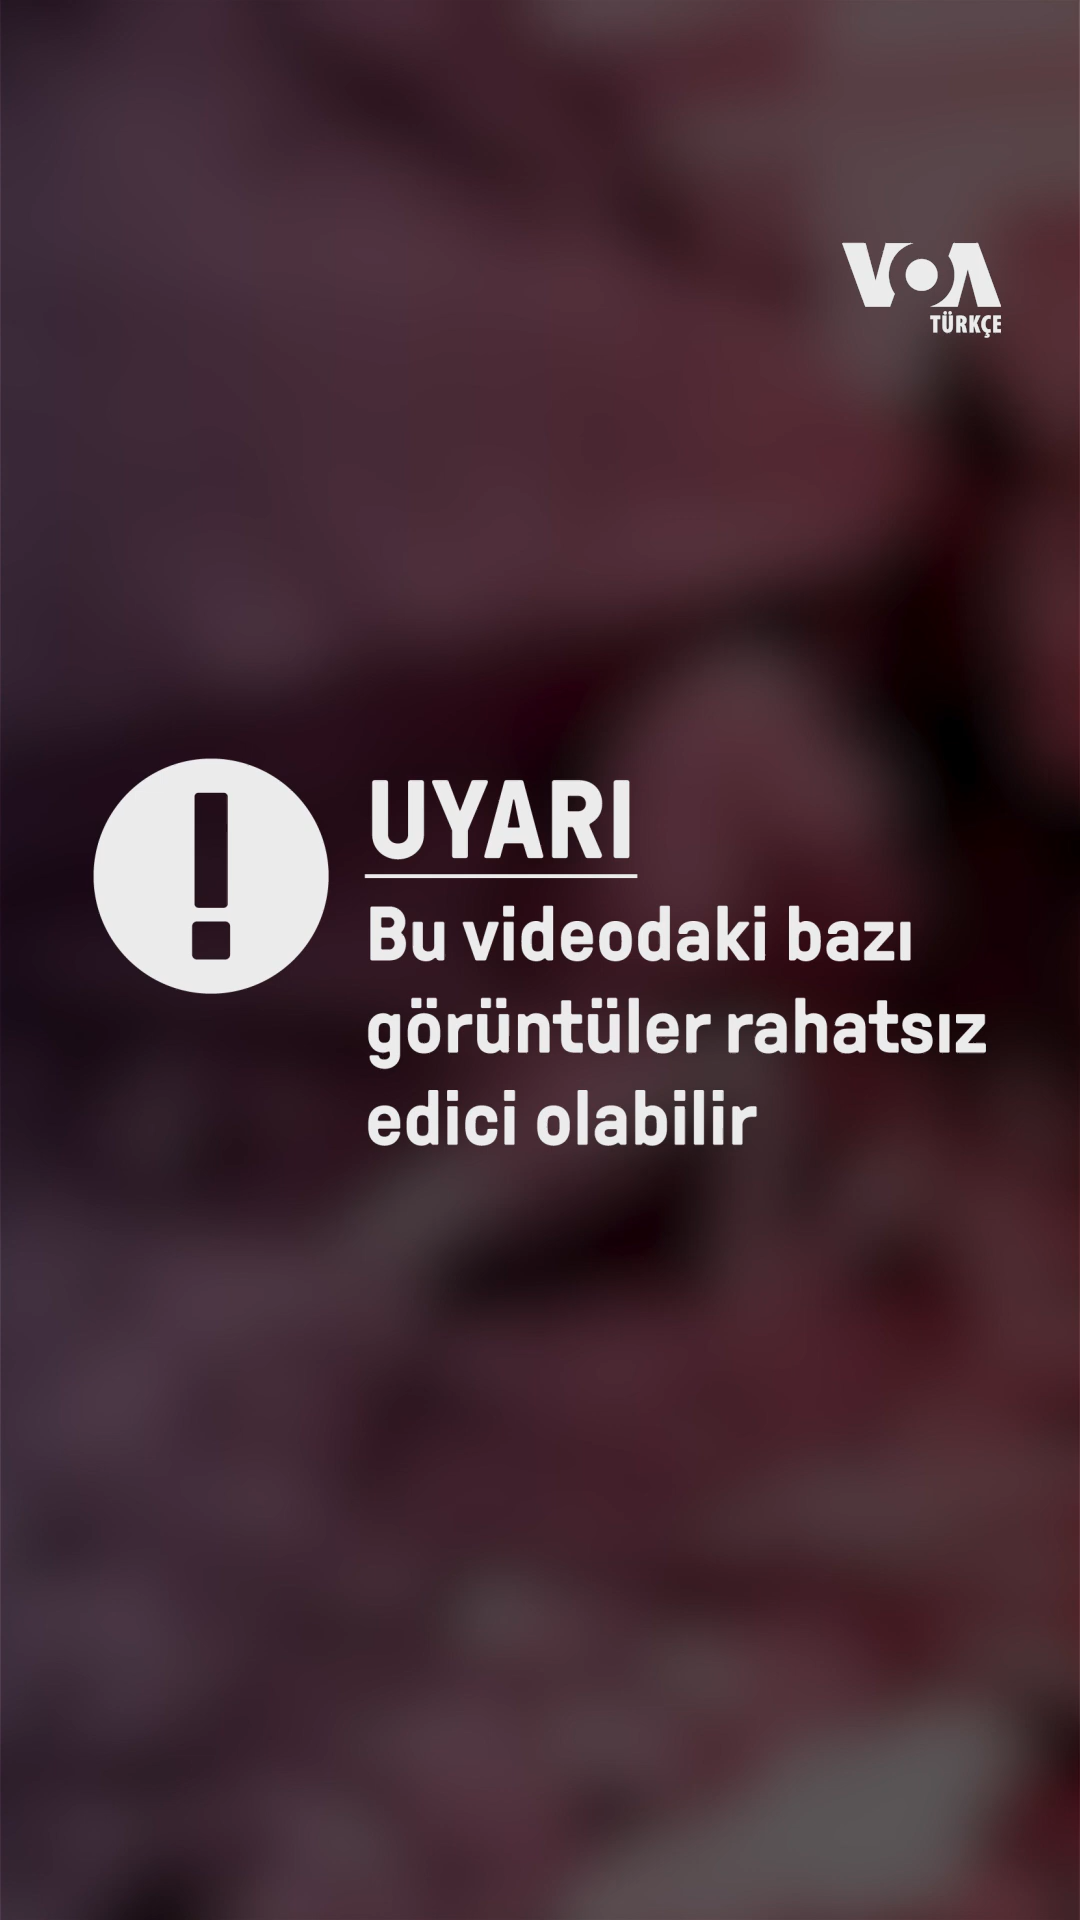 VOA
TÜRKÇE
UYARI
Bu videodaki bazı
görüntüler rahatsız
edici olabilir